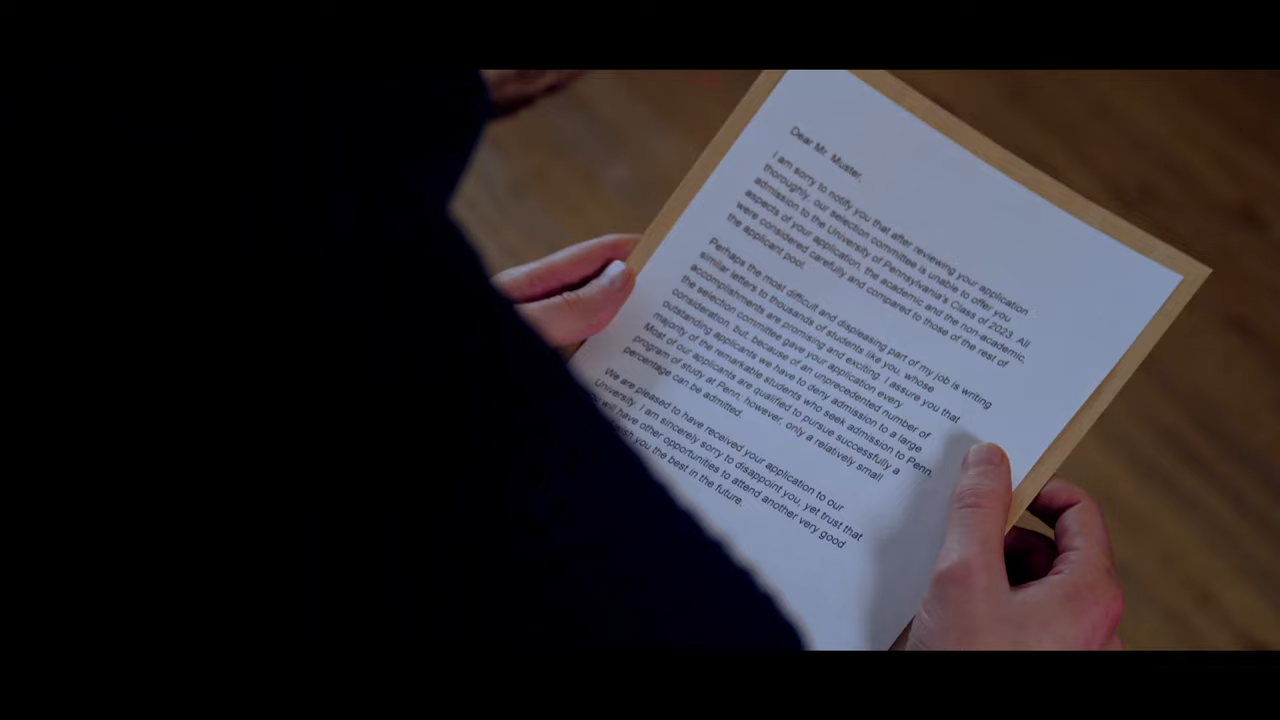 Dear Mr. Muster,
I am sorry to notify you that after reviewing your application
thoroughly, our selection committee is unable to offer you
admission to the University of Pennsylvania's Class of 2023. All
aspects of your application, the academic and the non-academic,
were considered carefully and compared to those of the rest of
the applicant pool.
Perhaps the most difficult and displeasing part of my job is writing
similar letters to thousands of students like you, whose
accomplishments are promising and exciting. I assure you that
the selection committee gave your application every
consideration, but, because of an unprecedented number of
outstanding applicants we have to deny admission to a large
majority of the remarkable students who seek admission to Penn.
Most of our applicants are qualified to pursue successfully a
program of study at Penn, however, only a relatively small
percentage can be admitted.
We are pleased to have received your application to our
University. I am sincerely sorry to disappoint you, yet trust that
will have other opportunities to attend another very good
wish you the best in the future.